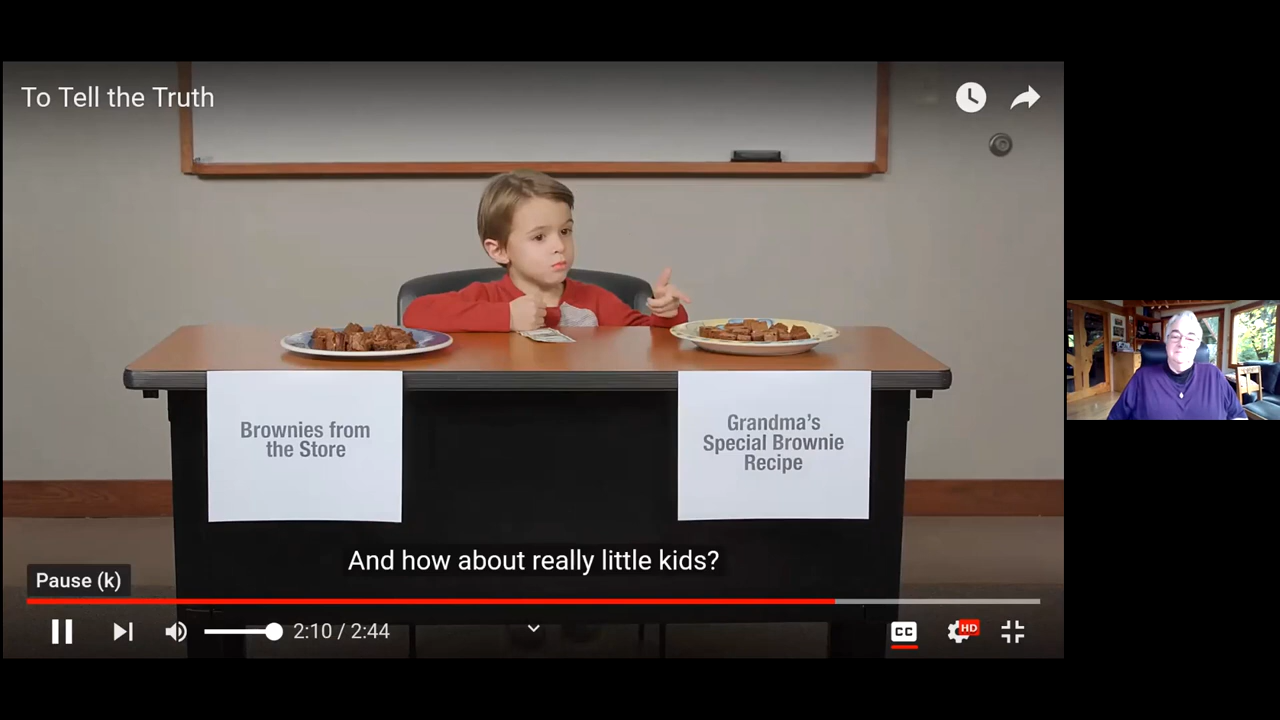 To Tell the Truth
Brownies from
the Store
Grandma's
Special Brownie
Recipe
And how about really little kids?
Pause (k)
2:10 / 2:44
CC
HD